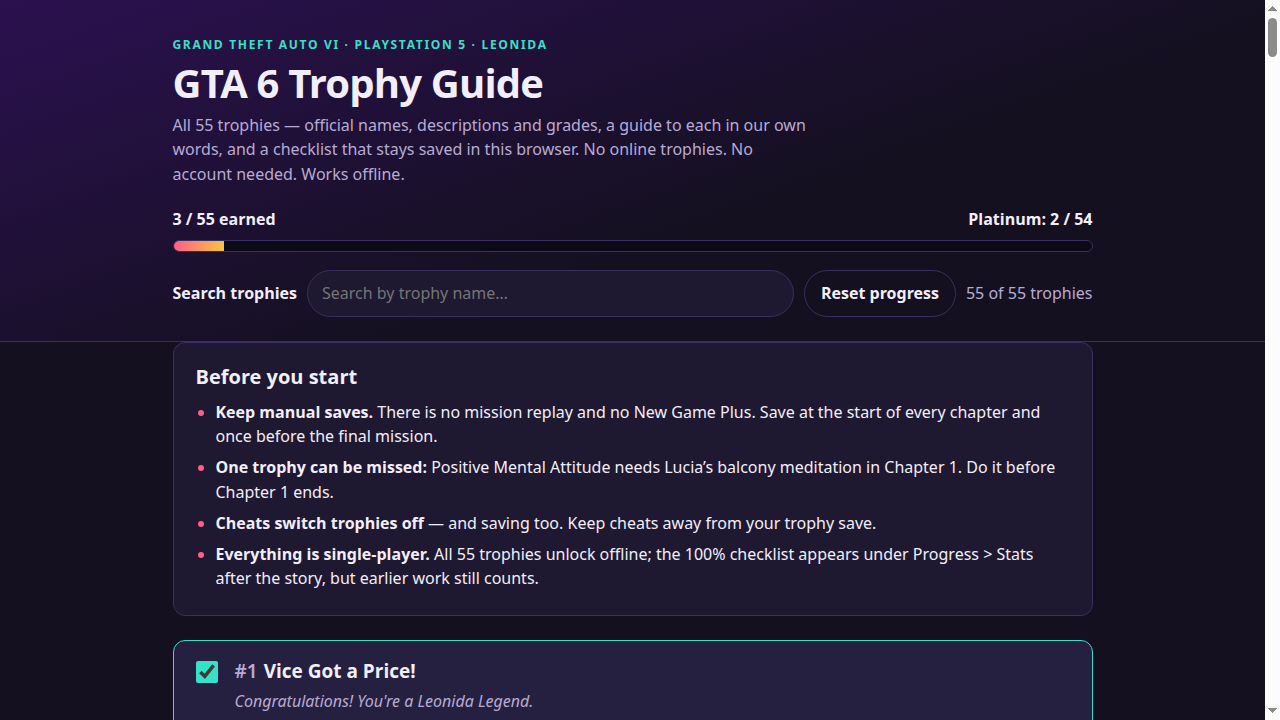 GRAND THEFT AUTO VI · PLAYSTATION 5 · LEONIDA
GTA 6 Trophy Guide
All 55 trophies — official names, descriptions and grades, a guide to each in our own
words, and a checklist that stays saved in this browser. No online trophies. No
account needed. Works offline.
3 / 55 earned
Platinum: 2 / 54
Search trophies
Search by trophy name...
Reset progress
55 of 55 trophies
Before you start
Keep manual saves. There is no mission replay and no New Game Plus. Save at the start of every chapter and
once before the final mission.
One trophy can be missed: Positive Mental Attitude needs Lucia’s balcony meditation in Chapter 1. Do it before
Chapter 1 ends.
Cheats switch trophies off — and saving too. Keep cheats away from your trophy save.
Everything is single-player. All 55 trophies unlock offline; the 100% checklist appears under Progress > Stats
after the story, but earlier work still counts.
#1 Vice Got a Price!
Congratulations! You're a Leonida Legend.